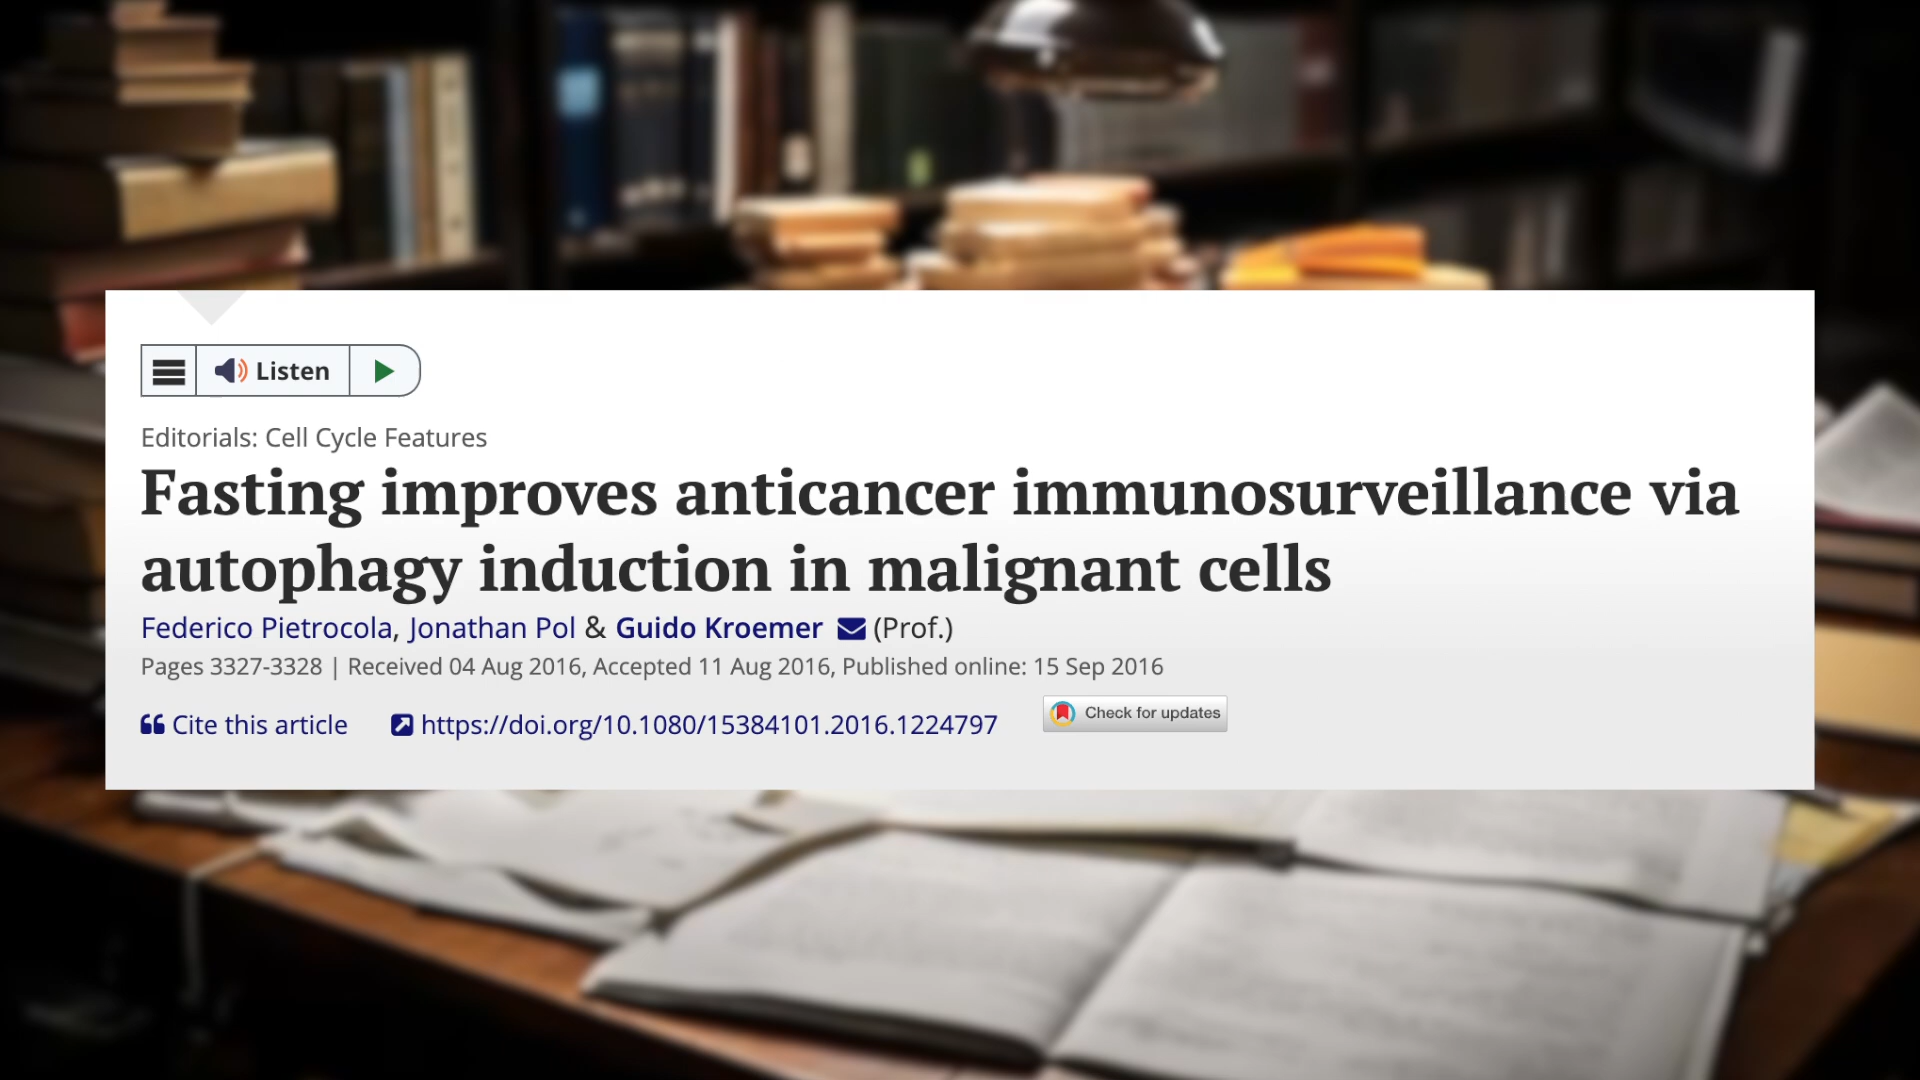 Listen
Editorials: Cell Cycle Features
Fasting improves anticancer immunosurveillance via
autophagy induction in malignant cells
Federico Pietrocola, Jonathan Pol & Guido Kroemer (Prof.)
Pages 3327-3328 | Received 04 Aug 2016, Accepted 11 Aug 2016, Published online: 15 Sep 2016
Cite this article https://doi.org/10.1080/15384101.2016.1224797 Check for updates